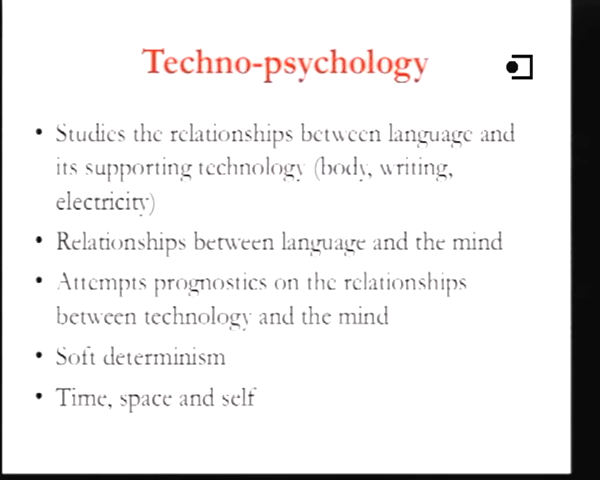 Techno-psychology
• Studies the relationships between language and
its supporting technology (body, writing,
electricity)
• Relationships between language and the mind
• Attempts prognostics on the relationships
between technology and the mind
• Soft determinism
• Time, space and self